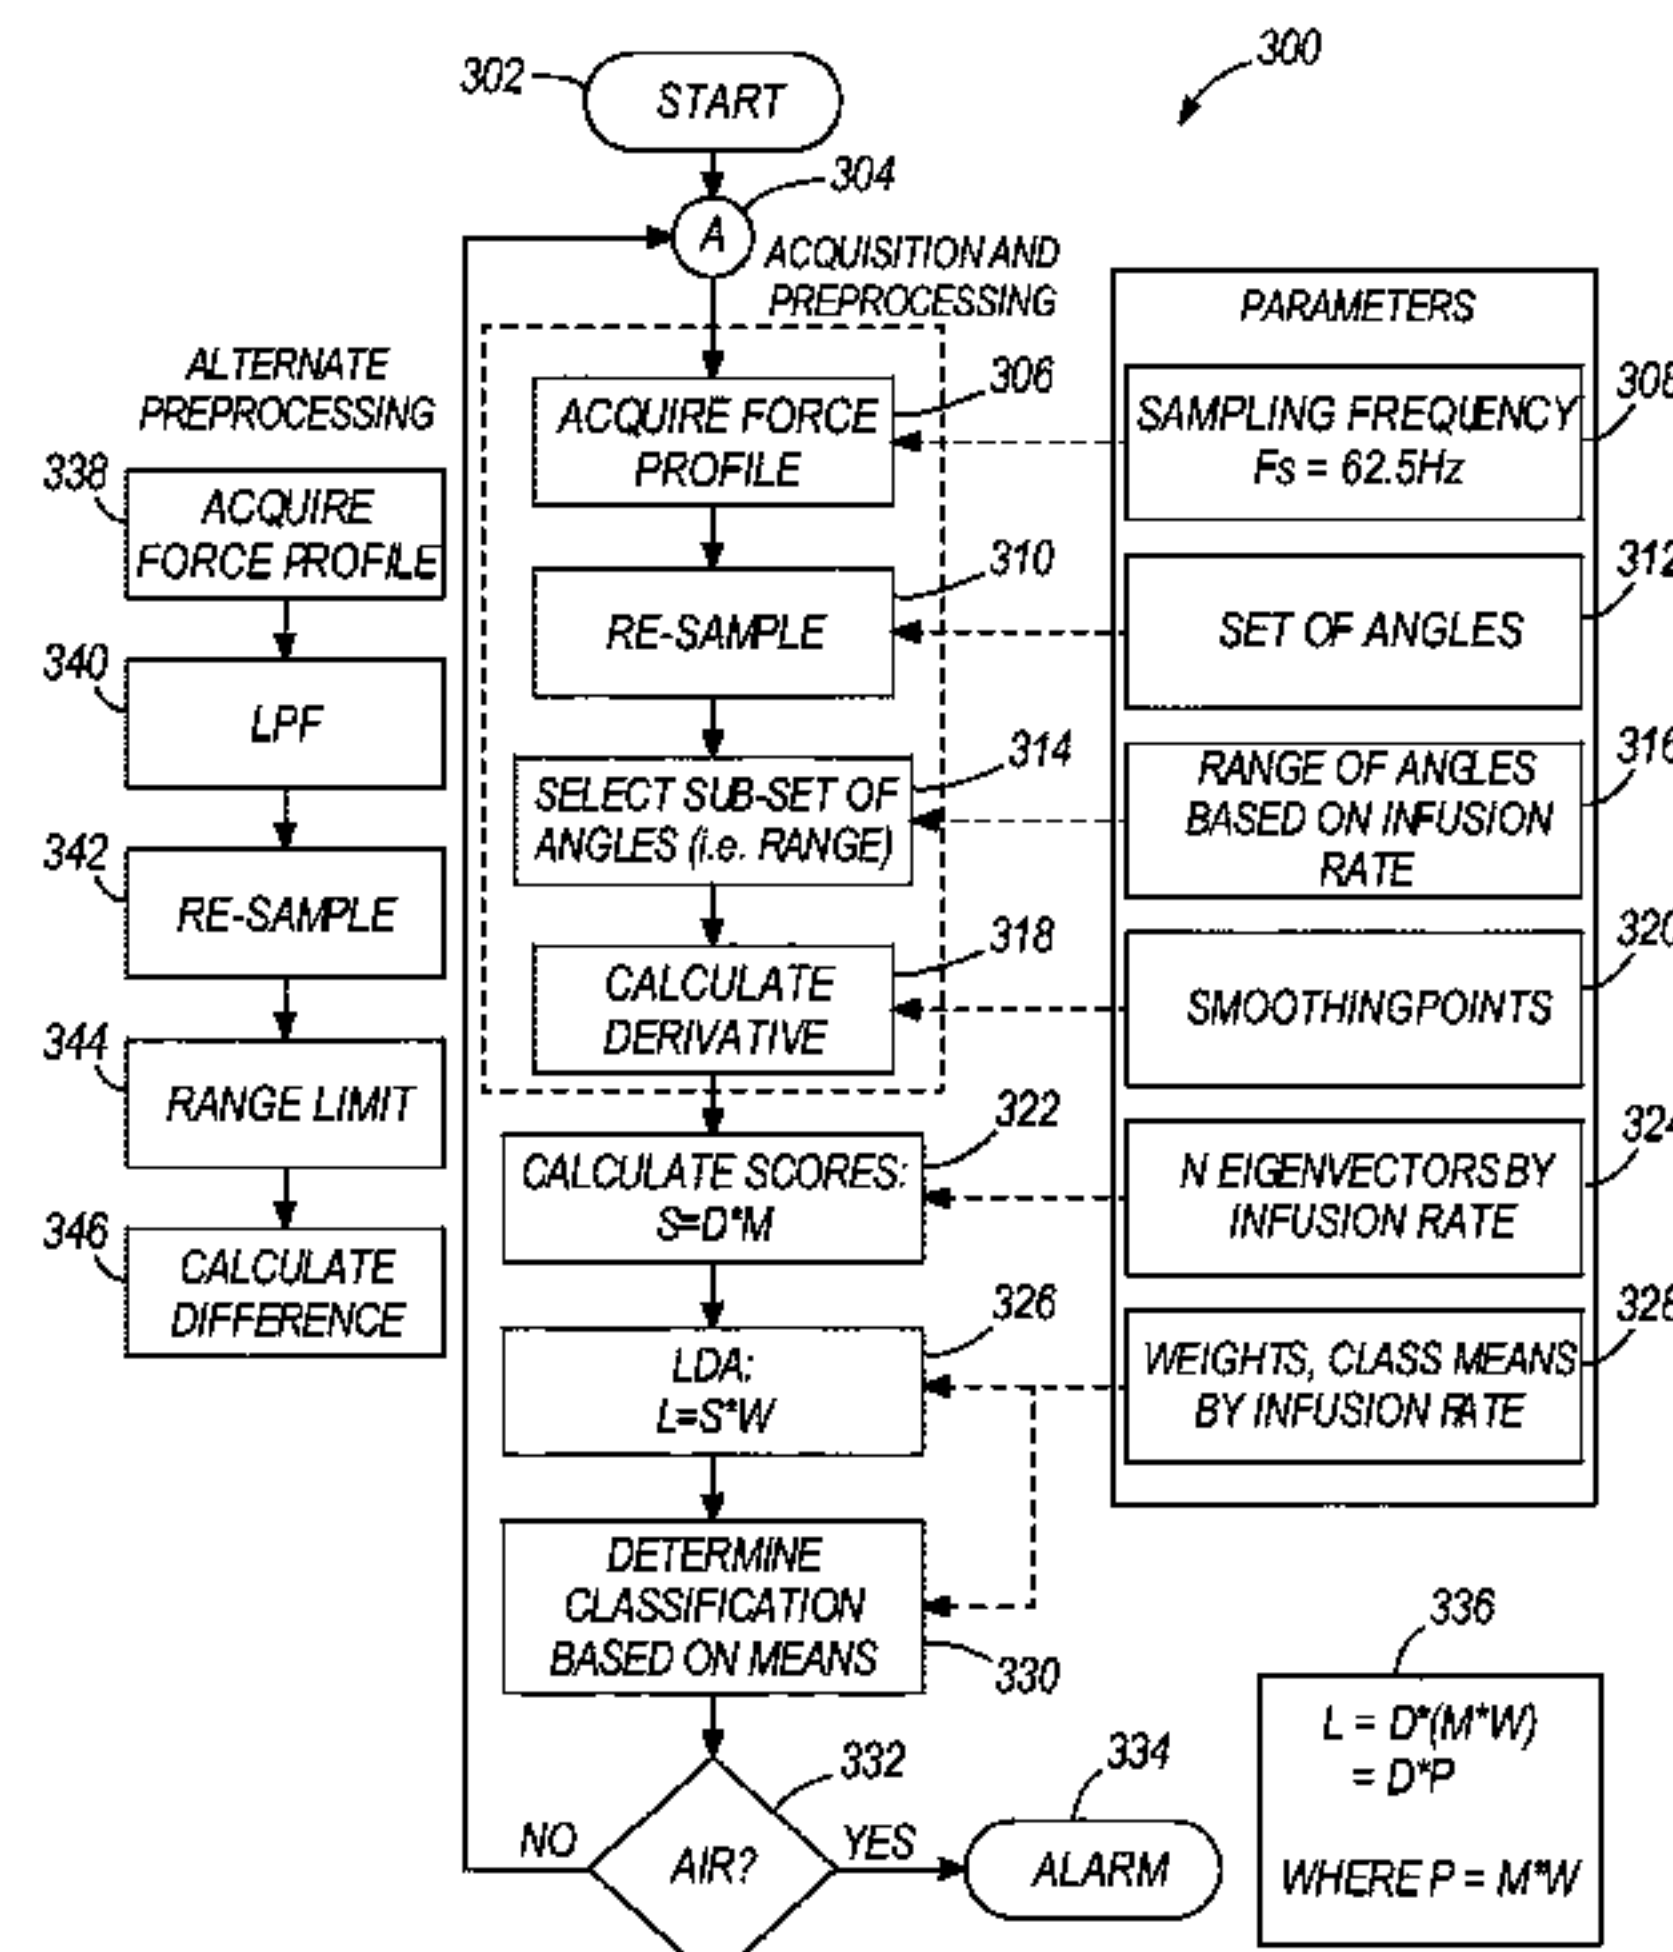 300
302
START
304
A
ACQUISITION AND
PREPROCESSING
PARAMETERS
ALTERNATE
PREPROCESSING
338
ACQUIRE
FORCE PROFILE
340
LPF
342
RE-SAMPLE
344
RANGE LIMIT
346
CALCULATE
DIFFERENCE
306
ACQUIRE FORCE
PROFILE
308
SAMPLING FREQUENCY
Fs = 62.5Hz
310
RE-SAMPLE
312
SET OF ANGLES
314
SELECT SUB-SET OF
ANGLES (i.e. RANGE)
316
RANGE OF ANGLES
BASED ON INFUSION
RATE
318
CALCULATE
DERIVATIVE
320
SMOOTHING POINTS
322
CALCULATE SCORES:
S=D*M
324
N EIGENVECTORS BY
INFUSION RATE
326
LDA:
L=S*W
328
WEIGHTS, CLASS MEANS
BY INFUSION RATE
DETERMINE
CLASSIFICATION
BASED ON MEANS
330
332
AIR?
NO
YES
334
ALARM
336
L = D*(M*W)
= D*P
WHERE P = M*W